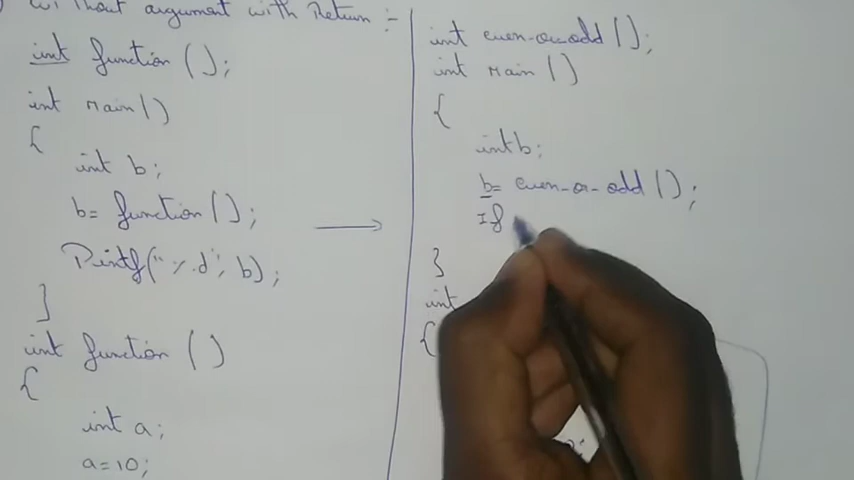 without argument with Return :-
int function ();
int main()
{
int b;
b= function ();
Printf("%d", b);
}
int function ()
{
int a;
a=10;
int even-or-odd ();
int main ()
{
int b;
b= even-or-odd ();
If
}
int
{